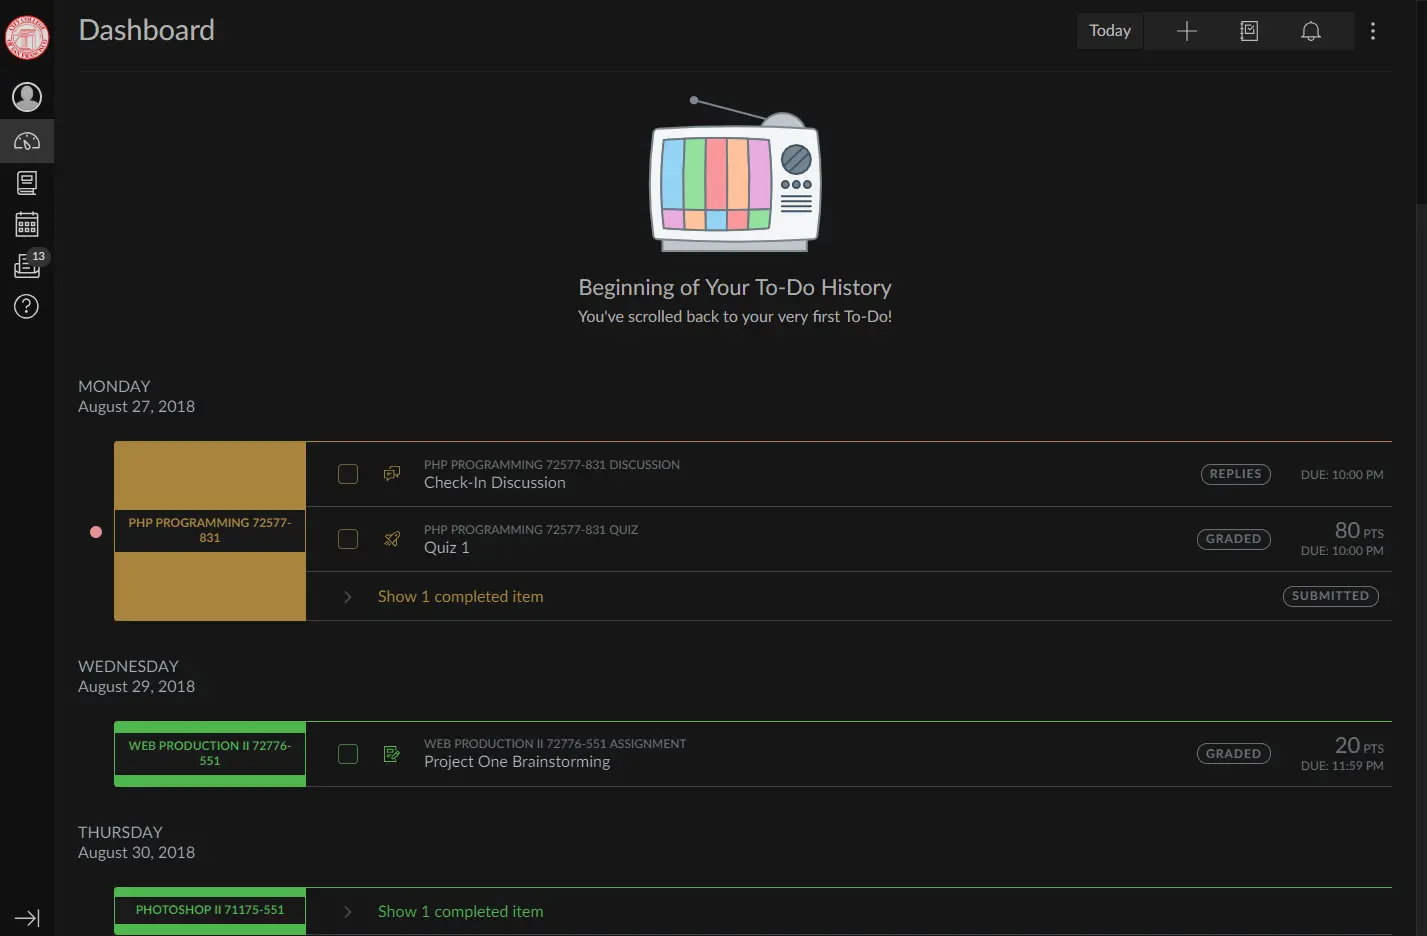 Dashboard
Today
13
Beginning of Your To-Do History
You've scrolled back to your very first To-Do!
MONDAY
August 27, 2018
PHP PROGRAMMING 72577-
831
PHP PROGRAMMING 72577-831 DISCUSSION
Check-In Discussion
REPLIES
DUE: 10:00 PM
PHP PROGRAMMING 72577-831 QUIZ
Quiz 1
GRADED
80 PTS
DUE: 10:00 PM
Show 1 completed item
SUBMITTED
WEDNESDAY
August 29, 2018
WEB PRODUCTION II 72776-
551
WEB PRODUCTION II 72776-551 ASSIGNMENT
Project One Brainstorming
GRADED
20 PTS
DUE: 11:59 PM
THURSDAY
August 30, 2018
PHOTOSHOP II 71175-551
Show 1 completed item